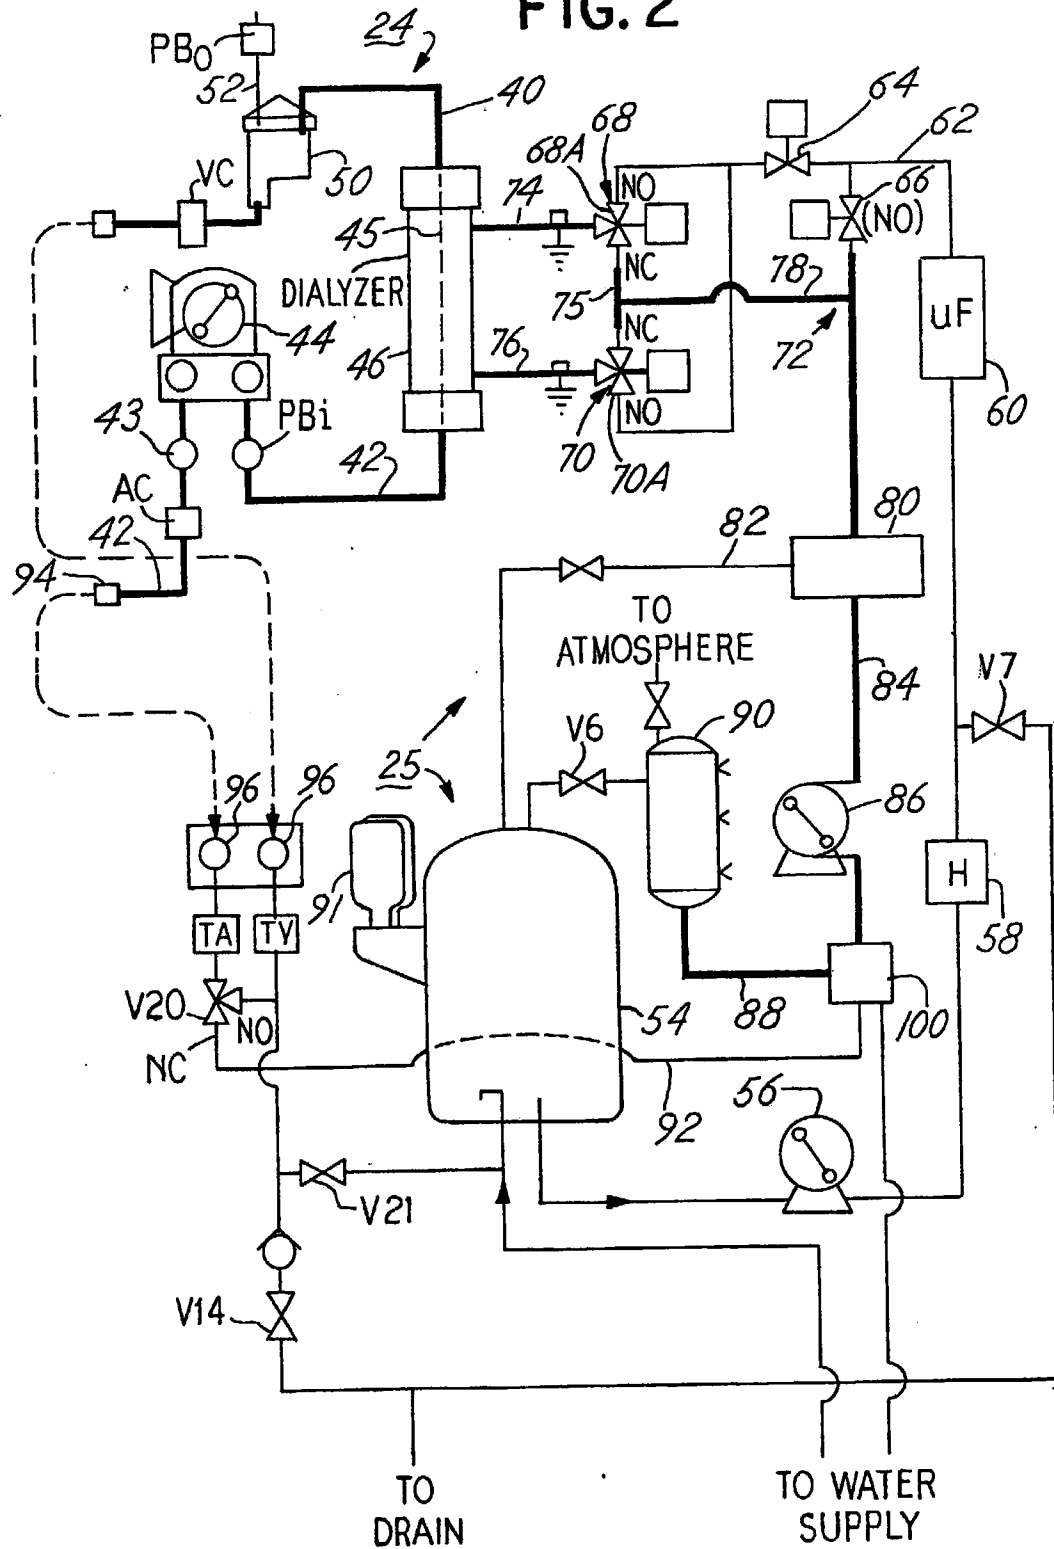 FIG. 2
24
PBO
52
40
64
62
68
68A
50
VC
NO
66
(NO)
74
45
DIALYZER
NC
75
78
uF
44
NC
72
46
76
60
43
PBi
NO
70
70A
42
AC
42
80
82
94
TO
ATMOSPHERE
84
V7
90
V6
25
96
96
86
91
H
58
TA
TV
V20
NO
54
88
100
NC
92
56
V21
V14
TO
DRAIN
TO WATER
SUPPLY